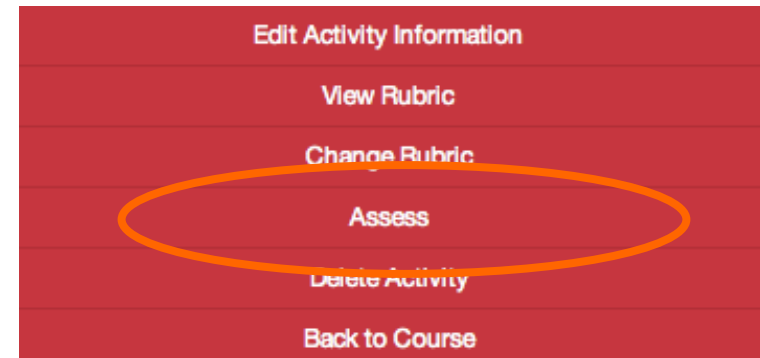 Edit Activity Information
View Rubric
Change Rubric
Assess
Delete Activity
Back to Course